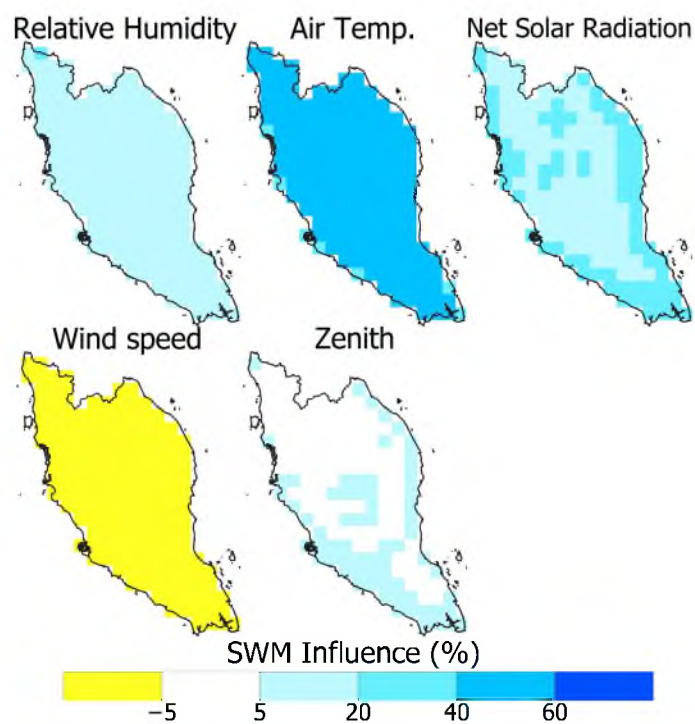 Relative Humidity Air Temp. Net Solar Radiation
Wind speed Zenith
SWM Influence (%)
−5 5 20 40 60